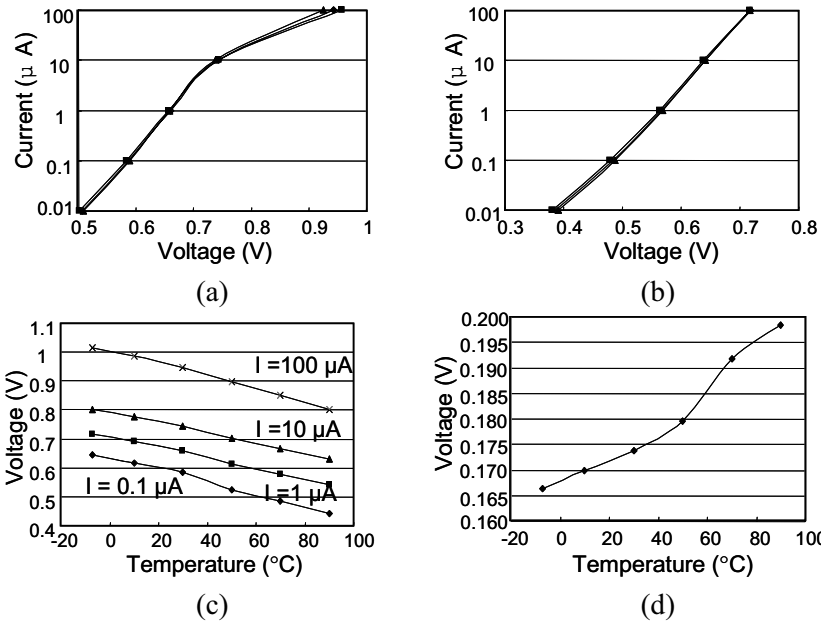 Current (µ A)
100
10
1
0.1
0.01
0.5 0.6 0.7 0.8 0.9 1
Voltage (V)
(a)
Current (µ A)
100
10
1
0.1
0.01
0.3 0.4 0.5 0.6 0.7 0.8
Voltage (V)
(b)
Voltage (V)
1.1
1
0.9
0.8
0.7
0.6
0.5
0.4
I =100 µA
I =10 µA
I = 0.1 µA
I =1 µA
-20 0 20 40 60 80 100
Temperature (°C)
(c)
Voltage (V)
0.200
0.195
0.190
0.185
0.180
0.175
0.170
0.165
0.160
-20 0 20 40 60 80
Temperature (°C)
(d)